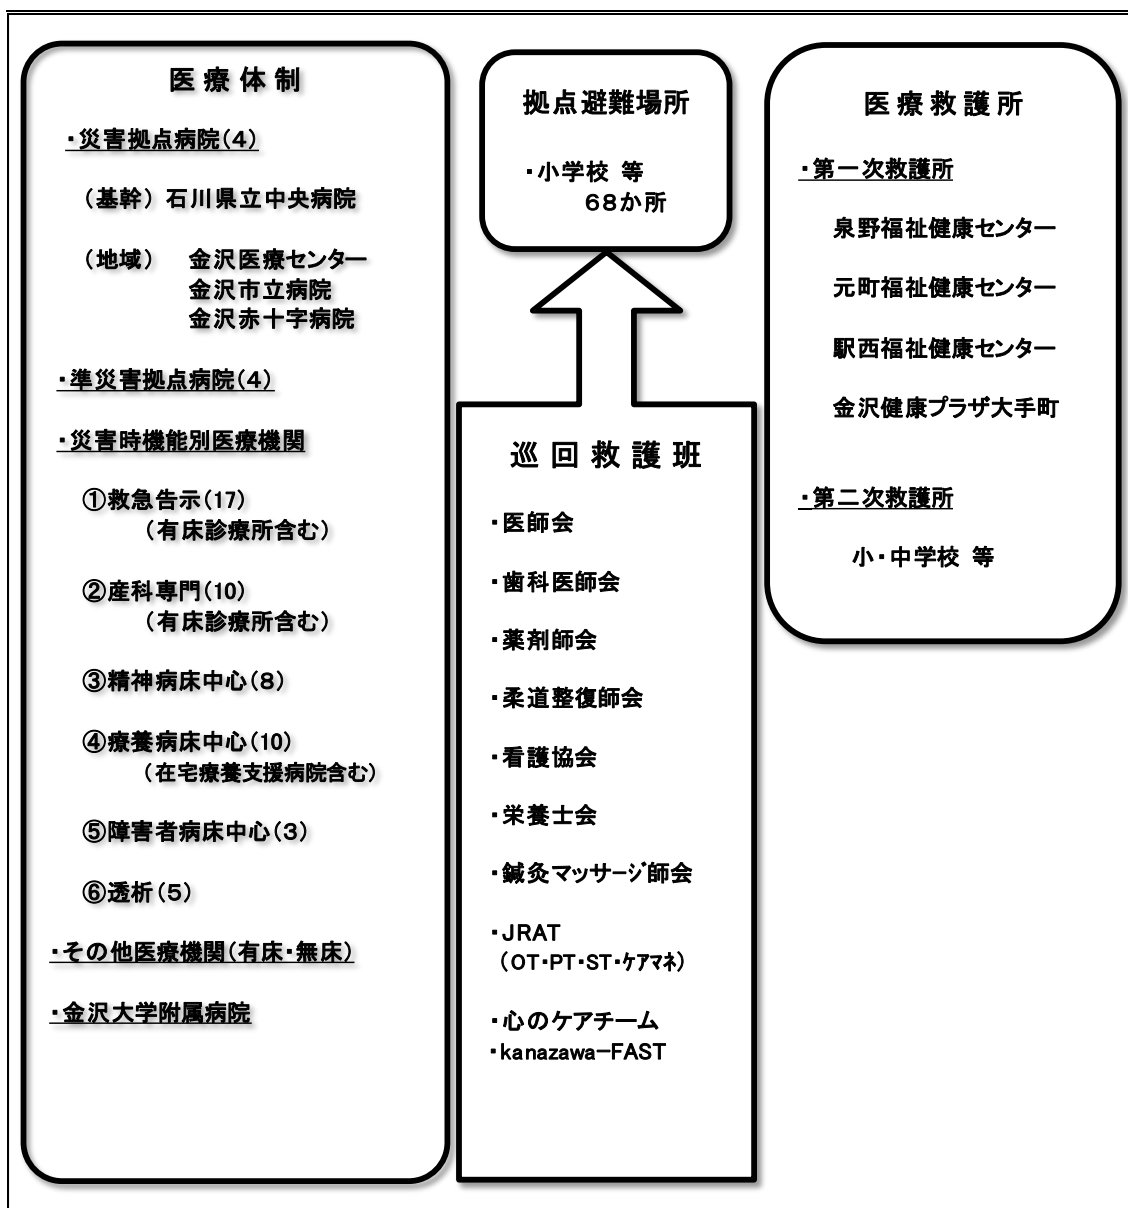 医療体制
・災害拠点病院(4)
(基幹) 石川県立中央病院
(地域) 金沢医療センター
金沢市立病院
金沢赤十字病院
・準災害拠点病院(4)
・災害時機能別医療機関
①救急告示(17)
(有床診療所含む)
②産科専門(10)
(有床診療所含む)
③精神病床中心(8)
④療養病床中心(10)
(在宅療養支援病院含む)
⑤障害者病床中心(3)
⑥透析(5)
・その他医療機関(有床・無床)
・金沢大学附属病院
拠点避難場所
・小学校 等
68か所
巡回救護班
・医師会
・歯科医師会
・薬剤師会
・柔道整復師会
・看護協会
・栄養士会
・鍼灸マッサージ師会
・JRAT
(OT・PT・ST・ケアマネ)
・心のケアチーム
・kanazawa-FAST
医療救護所
・第一次救護所
泉野福祉健康センター
元町福祉健康センター
駅西福祉健康センター
金沢健康プラザ大手町
・第二次救護所
小・中学校 等